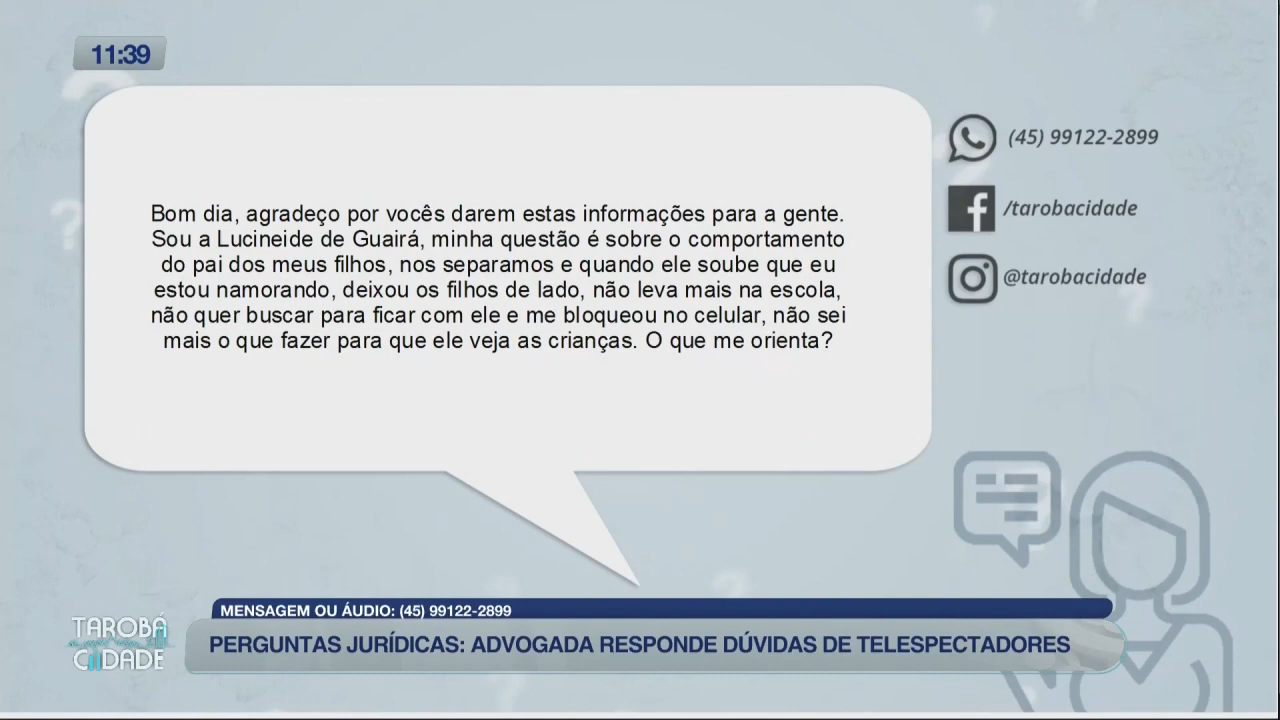 11:39
Bom dia, agradeço por vocês darem estas informações para a gente.
Sou a Lucineide de Guairá, minha questão é sobre o comportamento
do pai dos meus filhos, nos separamos e quando ele soube que eu
estou namorando, deixou os filhos de lado, não leva mais na escola,
não quer buscar para ficar com ele e me bloqueou no celular, não sei
mais o que fazer para que ele veja as crianças. O que me orienta?
(45) 99122-2899
/tarobacidade
@tarobacidade
MENSAGEM OU ÁUDIO: (45) 99122-2899
PERGUNTAS JURÍDICAS: ADVOGADA RESPONDE DÚVIDAS DE TELESPECTADORES
TAROBÁ
CIDADE